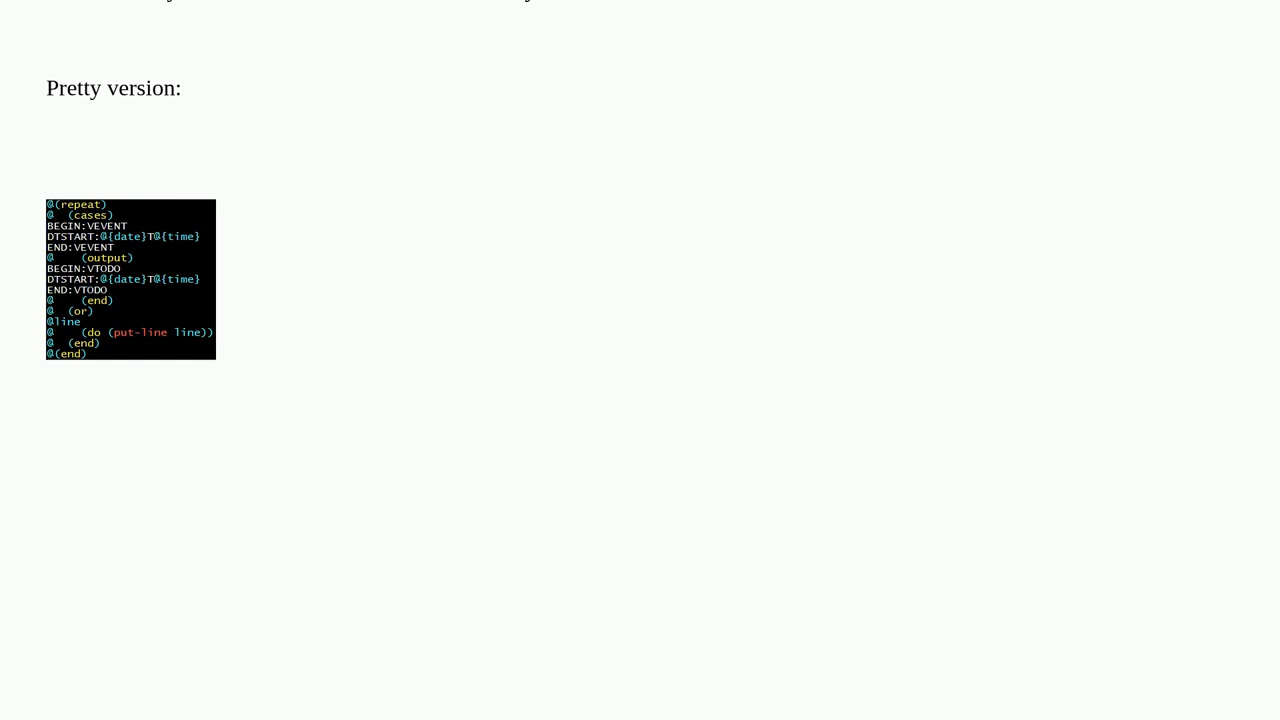 Pretty version:
@(repeat)
@  (cases)
BEGIN:VEVENT
DTSTART:@{date}T@{time}
END:VEVENT
@    (output)
BEGIN:VTODO
DTSTART:@{date}T@{time}
END:VTODO
@    (end)
@  (or)
@line
@    (do (put-line line))
@  (end)
@(end)